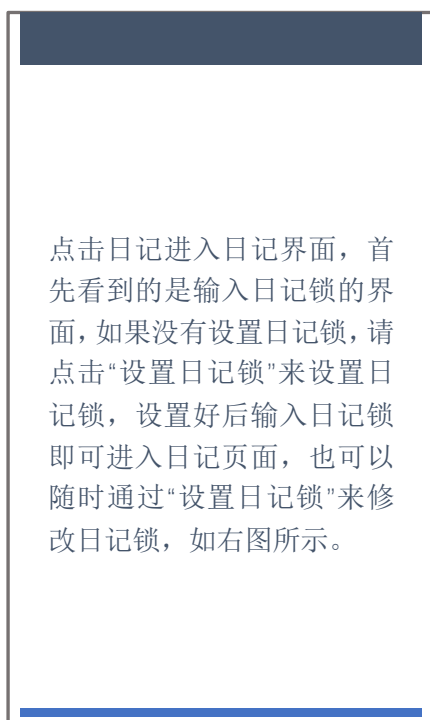 点击日记进入日记界面，首
先看到的是输入日记锁的界
面，如果没有设置日记锁，请
点击“设置日记锁”来设置日
记锁，设置好后输入日记锁
即可进入日记页面，也可以
随时通过“设置日记锁”来修
改日记锁，如右图所示。